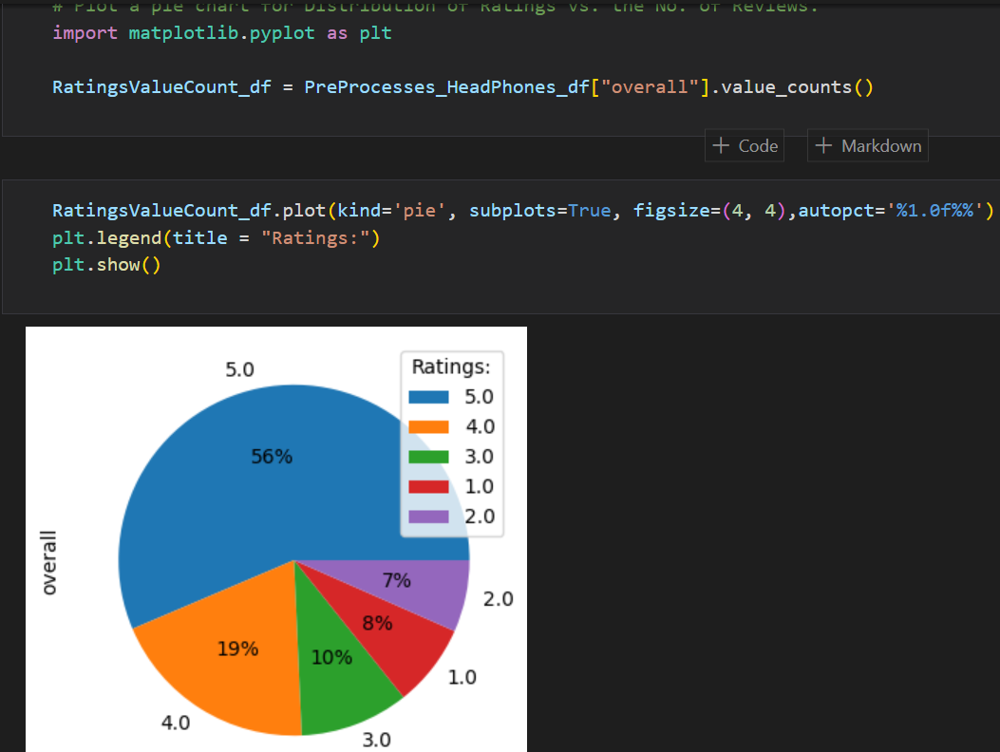 # Plot a pie chart for Distribution of Ratings vs. the No. of Reviews.
import matplotlib.pyplot as plt
RatingsValueCount_df = PreProcesses_HeadPhones_df["overall"].value_counts()
+ Code + Markdown
RatingsValueCount_df.plot(kind='pie', subplots=True, figsize=(4, 4),autopct='%1.0f%%')
plt.legend(title = "Ratings:")
plt.show()
5.0
Ratings:
5.0
4.0
3.0
1.0
2.0
56%
overall
7%
2.0
8%
19%
10%
1.0
4.0
3.0